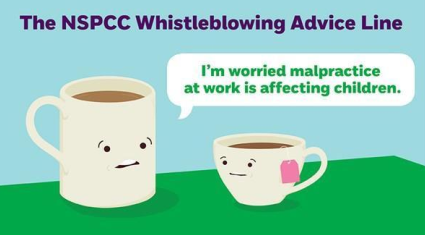 The NSPCC Whistleblowing Advice Line
I’m worried malpractice
at work is affecting children.